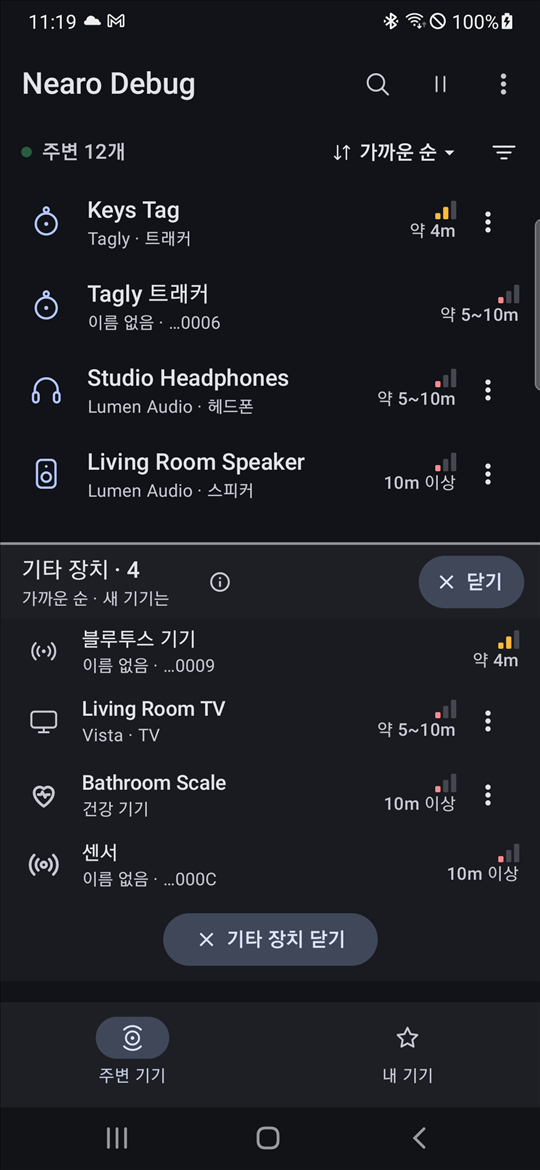 11:19
100%
Nearo Debug
주변 12개
가까운 순
Keys Tag
Tagly · 트래커
약 4m
Tagly 트래커
이름 없음 · …0006
약 5~10m
Studio Headphones
Lumen Audio · 헤드폰
약 5~10m
Living Room Speaker
Lumen Audio · 스피커
10m 이상
기타 장치 · 4
가까운 순 · 새 기기는
닫기
블루투스 기기
이름 없음 · …0009
약 4m
Living Room TV
Vista · TV
약 5~10m
Bathroom Scale
건강 기기
10m 이상
센서
이름 없음 · …000C
10m 이상
기타 장치 닫기
주변 기기
내 기기